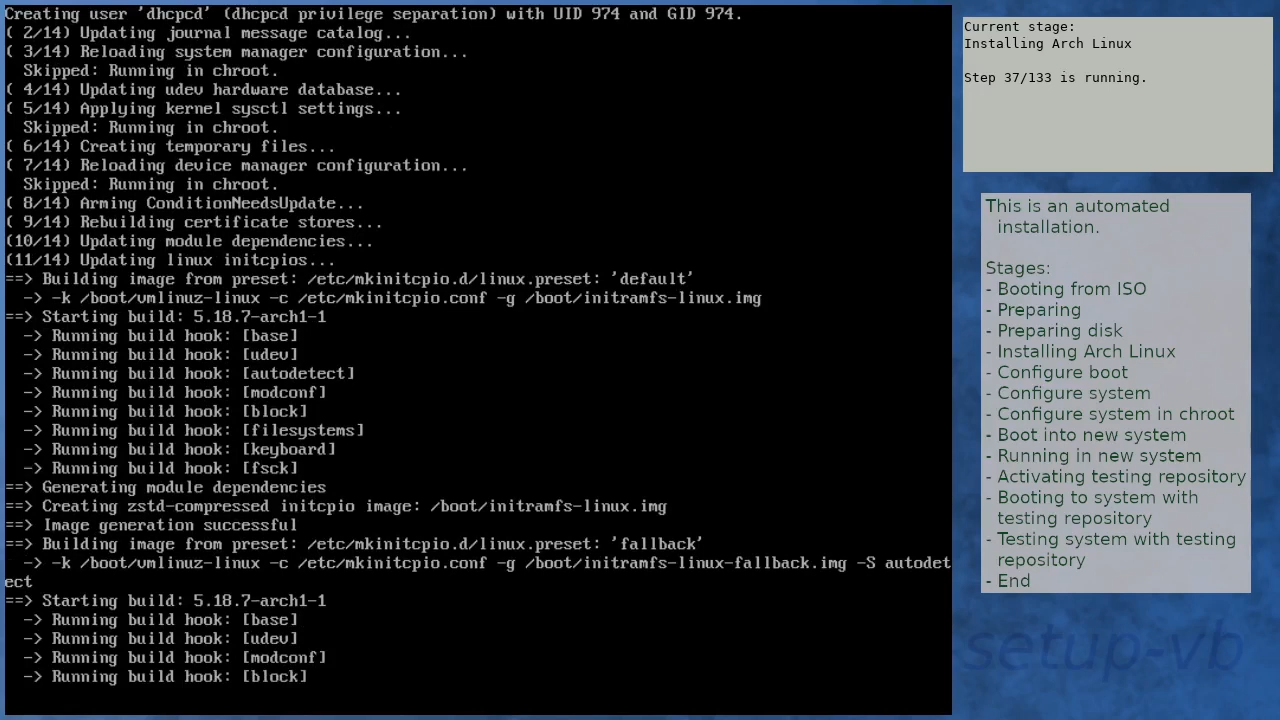 Creating user 'dhcpcd' (dhcpcd privilege separation) with UID 974 and GID 974.
( 2/14) Updating journal message catalog...
( 3/14) Reloading system manager configuration...
  Skipped: Running in chroot.
( 4/14) Updating udev hardware database...
( 5/14) Applying kernel sysctl settings...
  Skipped: Running in chroot.
( 6/14) Creating temporary files...
( 7/14) Reloading device manager configuration...
  Skipped: Running in chroot.
( 8/14) Arming ConditionNeedsUpdate...
( 9/14) Rebuilding certificate stores...
(10/14) Updating module dependencies...
(11/14) Updating linux initcpios...
==> Building image from preset: /etc/mkinitcpio.d/linux.preset: 'default'
  -> -k /boot/vmlinuz-linux -c /etc/mkinitcpio.conf -g /boot/initramfs-linux.img
==> Starting build: 5.18.7-arch1-1
  -> Running build hook: [base]
  -> Running build hook: [udev]
  -> Running build hook: [autodetect]
  -> Running build hook: [modconf]
  -> Running build hook: [block]
  -> Running build hook: [filesystems]
  -> Running build hook: [keyboard]
  -> Running build hook: [fsck]
==> Generating module dependencies
==> Creating zstd-compressed initcpio image: /boot/initramfs-linux.img
==> Image generation successful
==> Building image from preset: /etc/mkinitcpio.d/linux.preset: 'fallback'
  -> -k /boot/vmlinuz-linux -c /etc/mkinitcpio.conf -g /boot/initramfs-linux-fallback.img -S autodet
ect
==> Starting build: 5.18.7-arch1-1
  -> Running build hook: [base]
  -> Running build hook: [udev]
  -> Running build hook: [modconf]
  -> Running build hook: [block]
Current stage:
Installing Arch Linux
Step 37/133 is running.
This is an automated
installation.
Stages:
- Booting from ISO
- Preparing
- Preparing disk
- Installing Arch Linux
- Configure boot
- Configure system
- Configure system in chroot
- Boot into new system
- Running in new system
- Activating testing repository
- Booting to system with
testing repository
- Testing system with testing
repository
- End
setup-vb